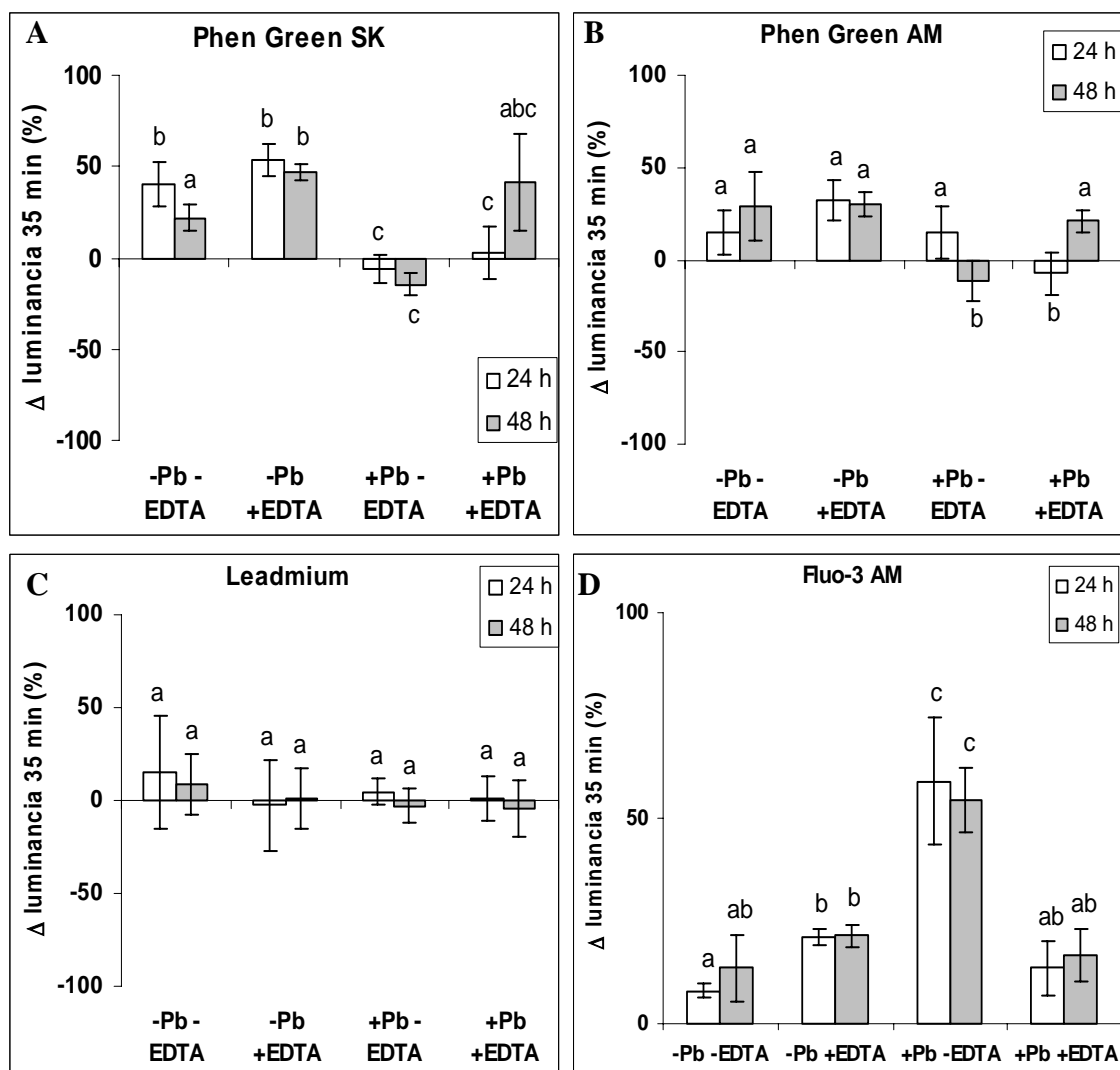 A
Phen Green SK
Δ luminancia 35 min (%)
100
50
0
-50
-100
b
a
b
b
c
c
c
abc
24 h
48 h
-Pb - -Pb +Pb - +Pb
EDTA +EDTA EDTA +EDTA
B
Phen Green AM
Δ luminancia 35 min (%)
100
50
0
-50
-100
24 h
48 h
a
a
a
a
a
b
b
a
-Pb - -Pb +Pb - +Pb
EDTA +EDTA EDTA +EDTA
C
Leadmium
Δ luminancia 35 min (%)
100
50
0
-50
-100
24 h
48 h
a
a
a
a
a
a
a
a
-Pb - -Pb +Pb - +Pb
EDTA +EDTA EDTA +EDTA
D
Fluo-3 AM
Δ luminancia 35 min (%)
100
50
0
24 h
48 h
a
ab
b
b
c
c
ab
ab
-Pb -EDTA -Pb +EDTA +Pb -EDTA +Pb +EDTA